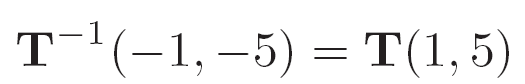 𝐓⁻¹(−1, −5) = 𝐓(1, 5)